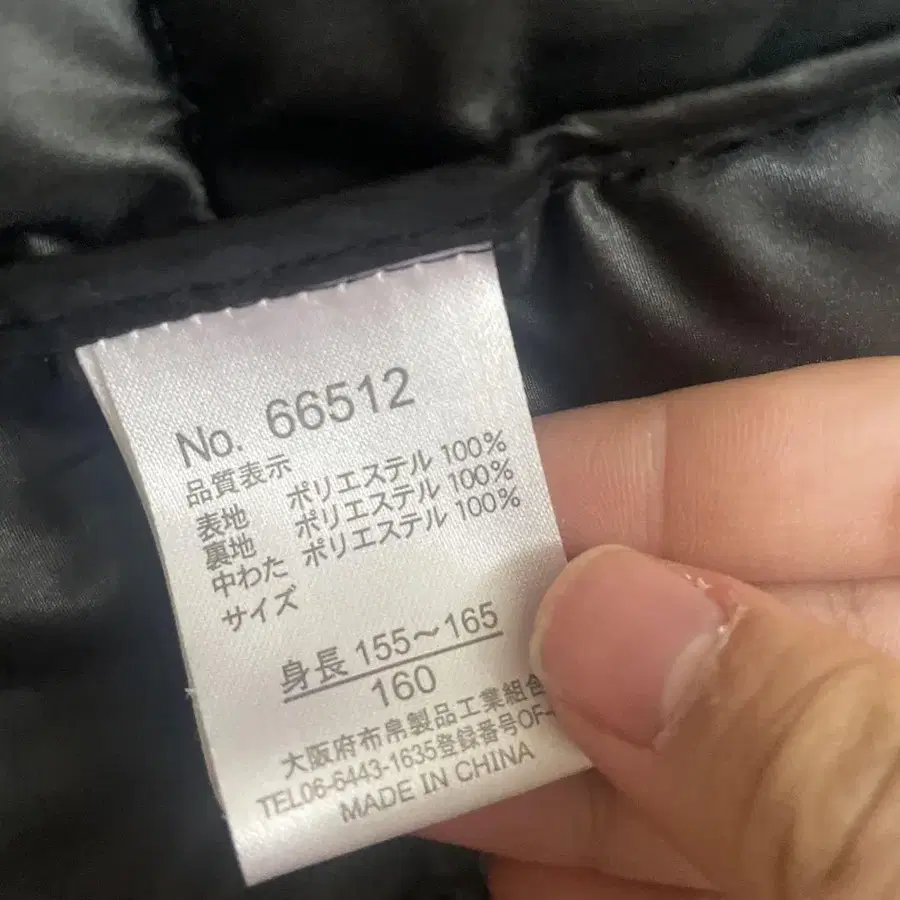 No. 66512
品質表示
表地 ポリエステル 100%
裏地 ポリエステル 100%
中わた ポリエステル 100%
サイズ
身長 155〜165
160
大阪府布帛製品工業組合
TEL06-6443-1635登録番号OF-
MADE IN CHINA